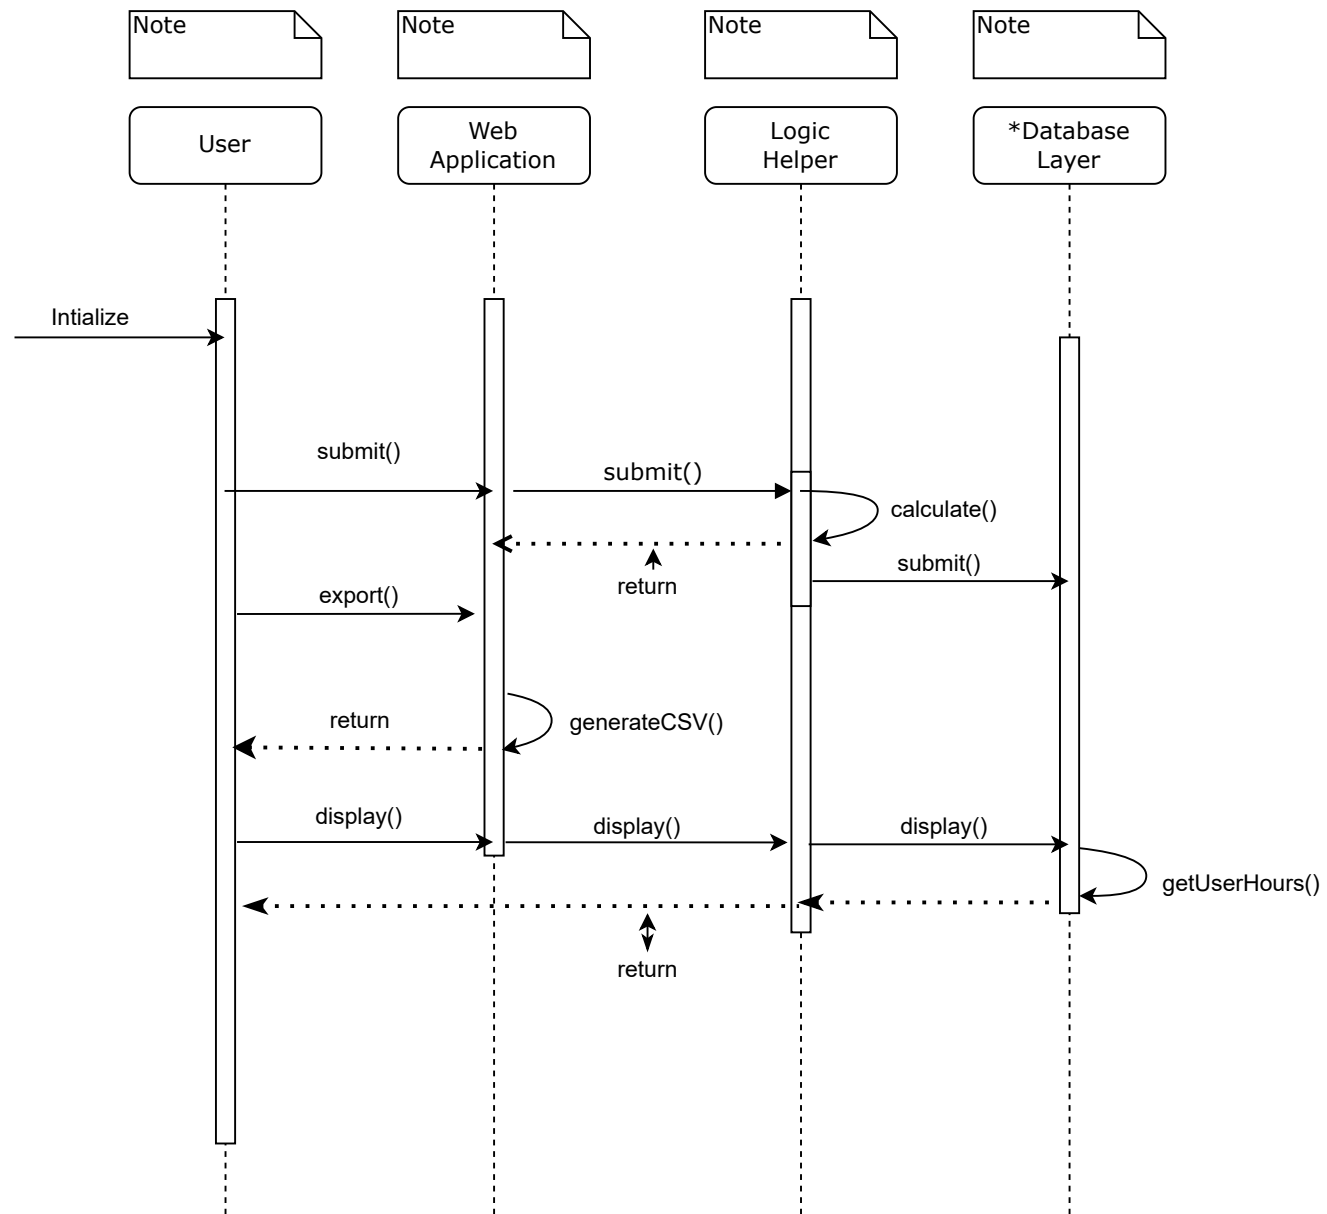 Note
Note
Note
Note
User
Web
Application
Logic
Helper
*Database
Layer
Intialize
submit()
submit()
calculate()
submit()
return
export()
return
generateCSV()
display()
display()
display()
getUserHours()
return